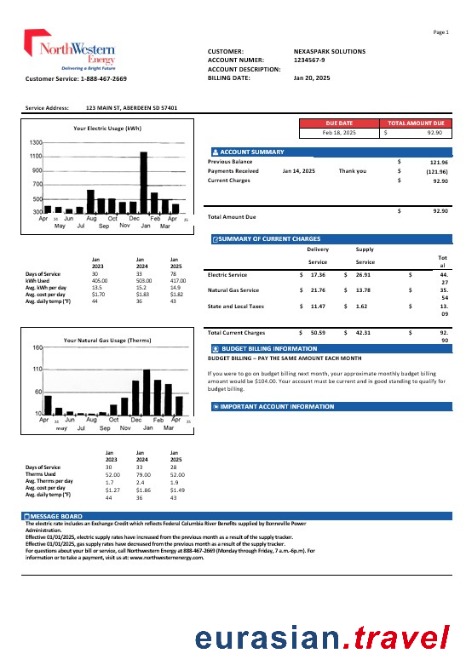 Page 1
NorthWestern
Energy
Delivering a Bright Future
Customer Service: 1-888-467-2669
CUSTOMER: NEXASPARK SOLUTIONS
ACCOUNT NUMER: 1234567-9
ACCOUNT DESCRIPTION:
BILLING DATE: Jan 20, 2025
Service Address: 123 MAIN ST, ABERDEEN SD 57401
DUE DATE TOTAL AMOUNT DUE
Feb 18, 2025 $ 92.90
Your Electric Usage (kWh)
1300
1100
900
700
500
300
Apr Jun Aug Oct Dec Feb Apr
May Jul Sep Nov Jan Mar
ACCOUNT SUMMARY
Previous Balance $ 121.96
Payments Received Jan 14, 2025 Thank you $ (121.96)
Current Charges $ 92.90
Total Amount Due $ 92.90
SUMMARY OF CURRENT CHARGES
Delivery Supply
Service Service Tot
al
Electric Service $ 17.36 $ 26.91 $ 44.
27
Natural Gas Service $ 21.76 $ 13.78 $ 35.
54
State and Local Taxes $ 11.47 $ 1.62 $ 13.
09
Total Current Charges $ 50.59 $ 42.31 $ 92.
90
Jan Jan Jan
2023 2024 2025
Days of Service 30 33
kWh Used 405.00 503.00 417.00
Avg. kWh per day 13.5 15.2 14.9
Avg. cost per day $1.70 $1.83 $1.82
Avg. daily temp (°F) 44 36 43
Your Natural Gas Usage (Therms)
160
110
60
10
Apr Jun Aug Oct Dec Feb Apr
may Jul Sep Nov Jan Mar
BUDGET BILLING INFORMATION
BUDGET BILLING – PAY THE SAME AMOUNT EACH MONTH
If you were to go on budget billing next month, your approximate monthly budget billing
amount would be $104.00. Your account must be current and in good standing to qualify for
budget billing.
IMPORTANT ACCOUNT INFORMATION
Jan Jan Jan
2023 2024 2025
Days of Service 30 33 28
Therms Used 52.00 79.00 52.00
Avg. Therms per day 1.7 2.4 1.9
Avg. cost per day $1.27 $1.86 $1.49
Avg. daily temp (°F) 44 36 43
MESSAGE BOARD
The electric rate includes an Exchange Credit which reflects Federal Columbia River Benefits supplied by Bonneville Power
Administration.
Effective 01/01/2025, electric supply rates have increased from the previous month as a result of the supply tracker.
Effective 01/01/2025, gas supply rates have decreased from the previous month as a result of the supply tracker.
For questions about your bill or service, call Northwestern Energy at 888-467-2669 (Monday through Friday, 7 a.m.-6p.m). For
information or to take a payment, visit us at: www.northwesternenergy.com.
eurasian.travel